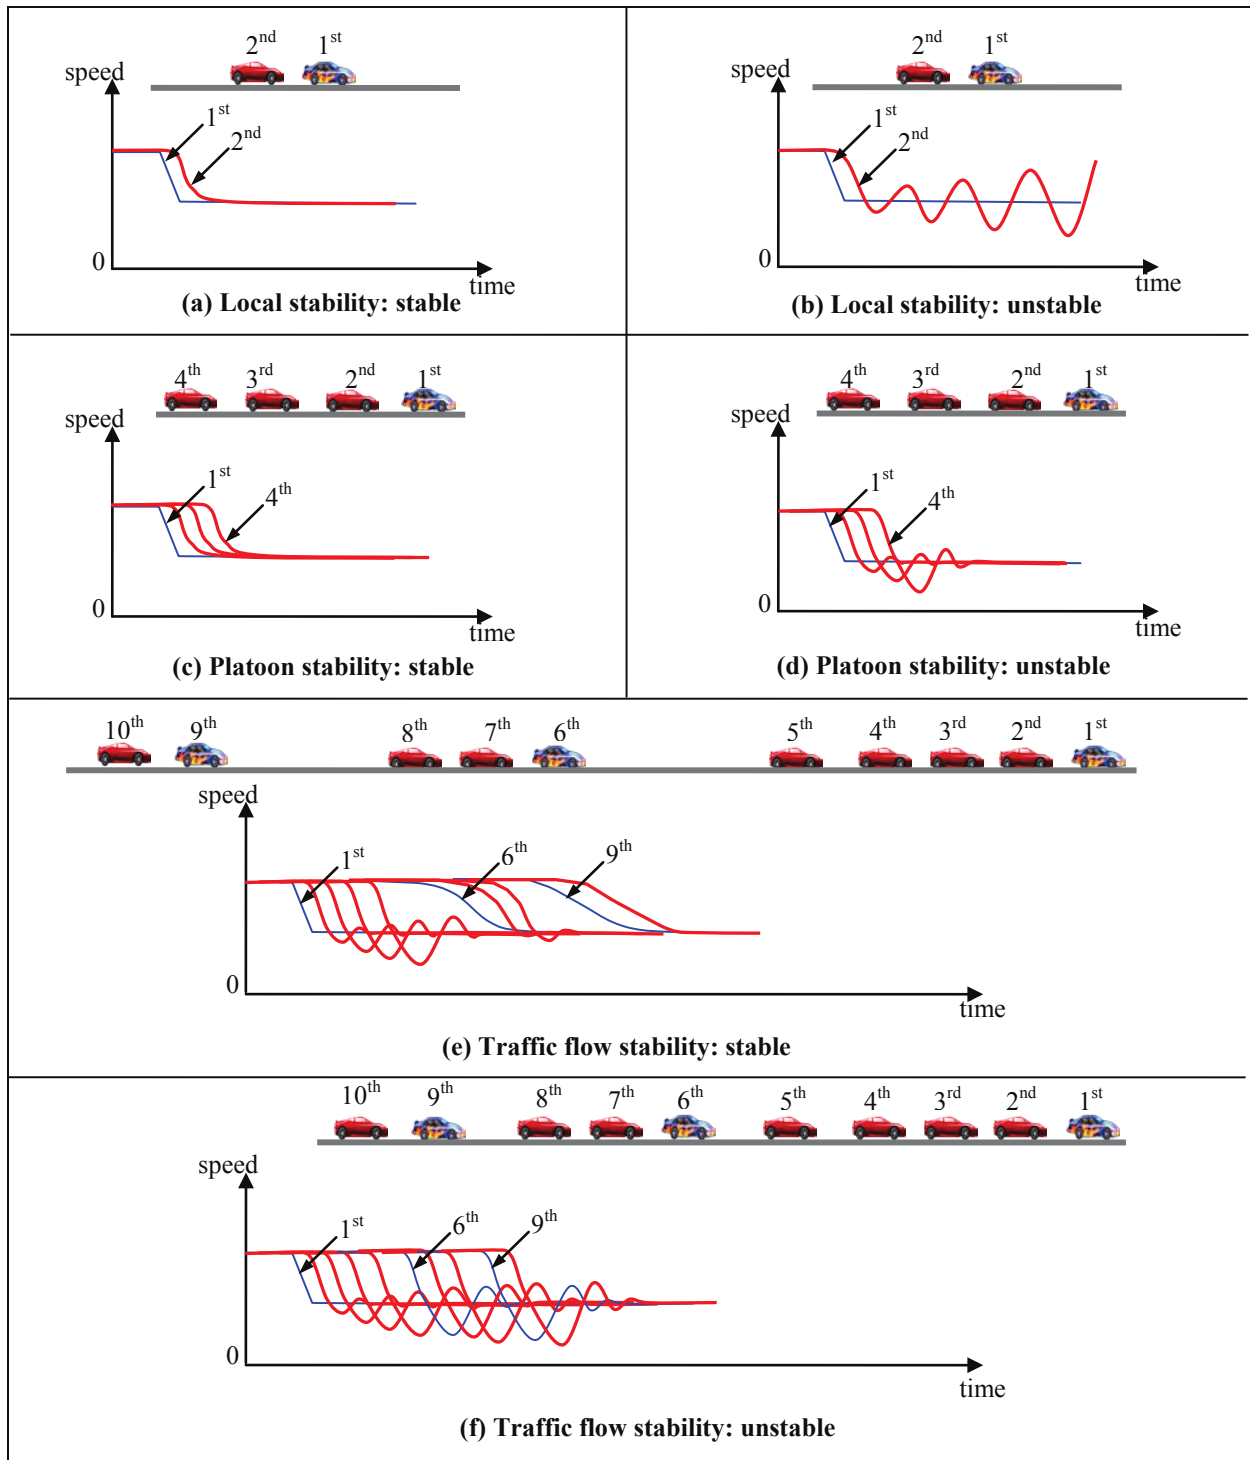 2nd 1st
speed
1st
2nd
0
time
(a) Local stability: stable
2nd 1st
speed
1st
2nd
0
time
(b) Local stability: unstable
4th 3rd 2nd 1st
speed
1st
4th
0
time
(c) Platoon stability: stable
4th 3rd 2nd 1st
speed
1st
4th
0
time
(d) Platoon stability: unstable
10th 9th 8th 7th 6th 5th 4th 3rd 2nd 1st
speed
1st 6th 9th
0
time
(e) Traffic flow stability: stable
10th 9th 8th 7th 6th 5th 4th 3rd 2nd 1st
speed
1st 6th 9th
0
time
(f) Traffic flow stability: unstable